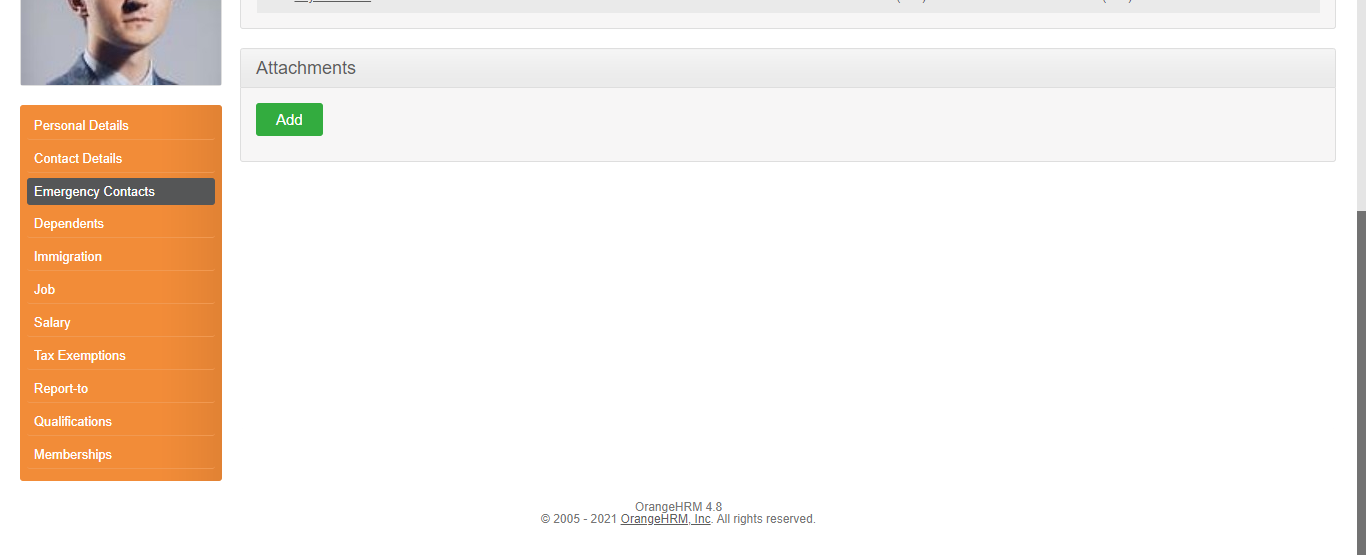 Attachments
Add
Personal Details
Contact Details
Emergency Contacts
Dependents
Immigration
Job
Salary
Tax Exemptions
Report-to
Qualifications
Memberships
OrangeHRM 4.8
© 2005 - 2021 OrangeHRM, Inc. All rights reserved.